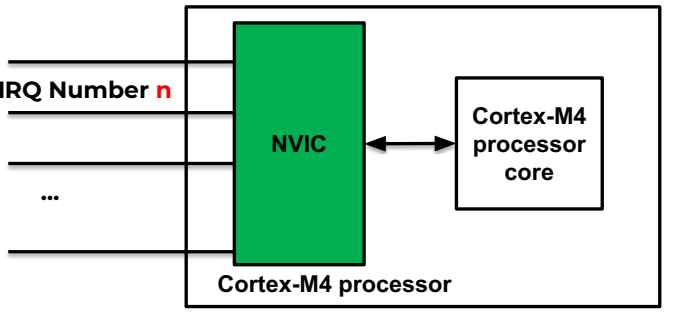 IRQ Number n
NVIC
Cortex-M4
processor
core
...
Cortex-M4 processor